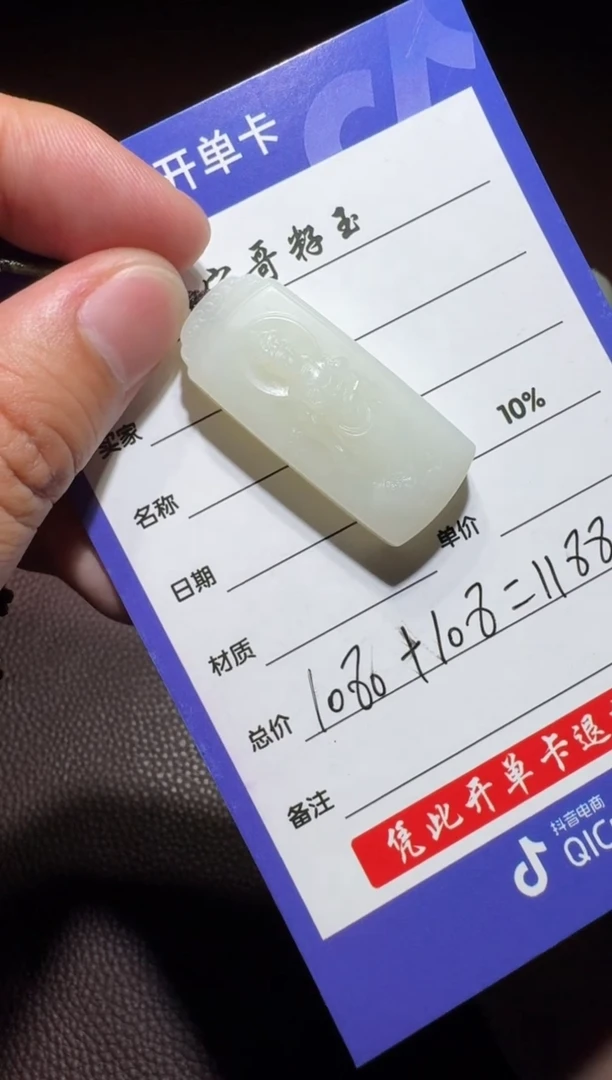 开单卡
哥籽玉
10%
买家
名称
日期
单价
材质
总价 1080+108=1188
备注
凭此开单卡退
抖音电商
QIC